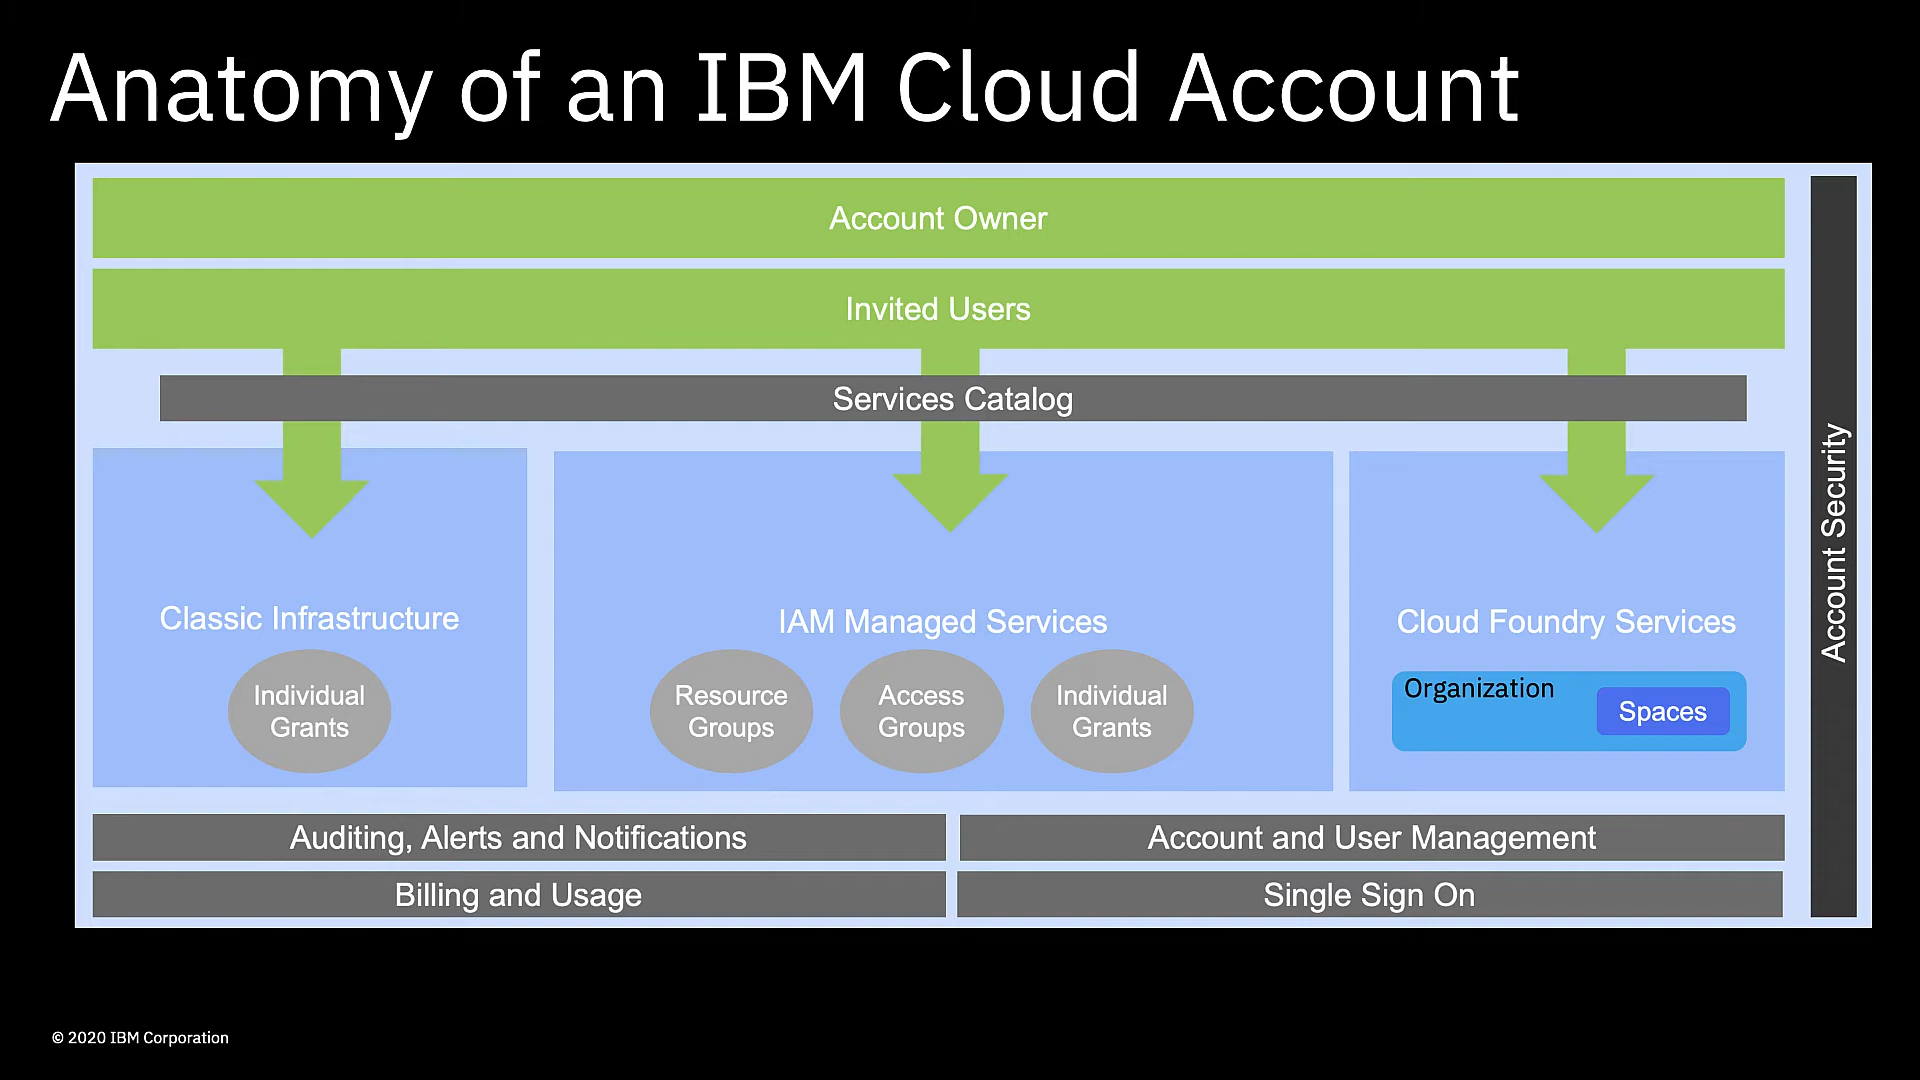 Anatomy of an IBM Cloud Account
Account Owner
Invited Users
Services Catalog
Classic Infrastructure
Individual
Grants
IAM Managed Services
Resource
Groups
Access
Groups
Individual
Grants
Cloud Foundry Services
Organization
Spaces
Auditing, Alerts and Notifications
Account and User Management
Billing and Usage
Single Sign On
Account Security
© 2020 IBM Corporation